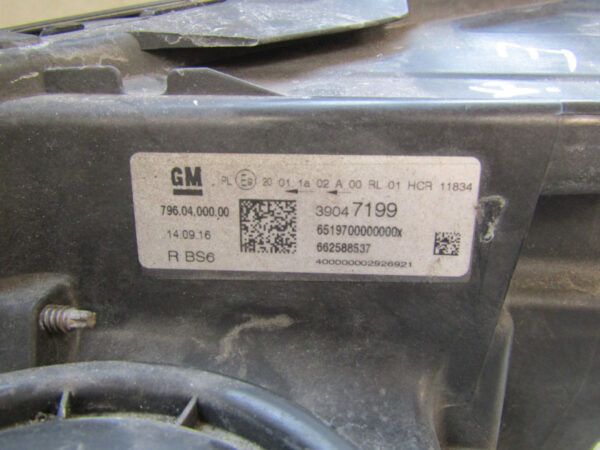 GM
PL E8 20 01 1a 02 A 00 RL 01 HCR 11834
796.04.000.00
39047199
14.09.16
6519700000000x
662588537
R BS6
400000002926921